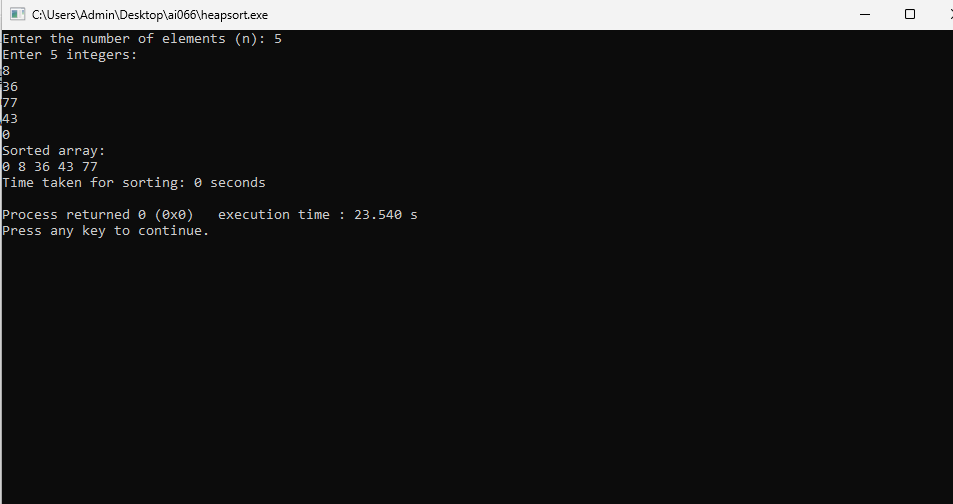 C:\Users\Admin\Desktop\ai066\heapsort.exe
Enter the number of elements (n): 5
Enter 5 integers:
8
36
77
43
0
Sorted array:
0 8 36 43 77
Time taken for sorting: 0 seconds
Process returned 0 (0x0)   execution time : 23.540 s
Press any key to continue.